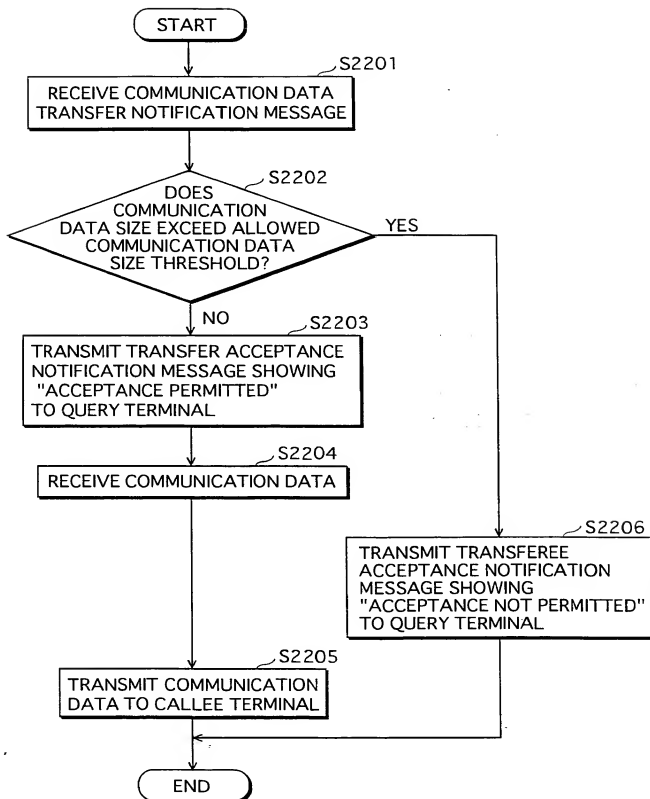 START
S2201
RECEIVE COMMUNICATION DATA
TRANSFER NOTIFICATION MESSAGE
S2202
DOES
COMMUNICATION
DATA SIZE EXCEED ALLOWED
COMMUNICATION DATA
SIZE THRESHOLD?
YES
NO
S2203
TRANSMIT TRANSFER ACCEPTANCE
NOTIFICATION MESSAGE SHOWING
"ACCEPTANCE PERMITTED"
TO QUERY TERMINAL
S2204
RECEIVE COMMUNICATION DATA
S2206
TRANSMIT TRANSFEREE
ACCEPTANCE NOTIFICATION
MESSAGE SHOWING
"ACCEPTANCE NOT PERMITTED"
TO QUERY TERMINAL
S2205
TRANSMIT COMMUNICATION
DATA TO CALLEE TERMINAL
END